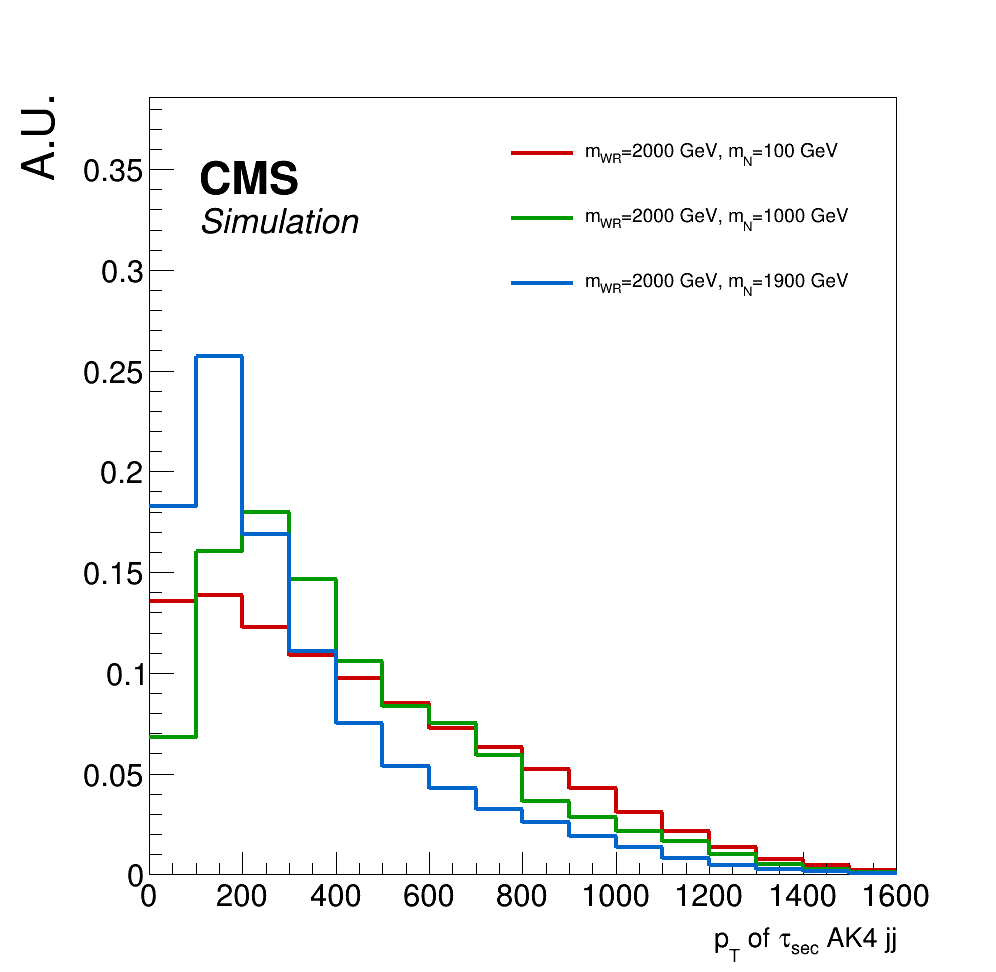 A.U.
CMS
Simulation
m_WR=2000 GeV, m_N=100 GeV
m_WR=2000 GeV, m_N=1000 GeV
m_WR=2000 GeV, m_N=1900 GeV
0.35
0.3
0.25
0.2
0.15
0.1
0.05
0
0 200 400 600 800 1000 1200 1400 1600
p_T of τ_sec AK4 jj